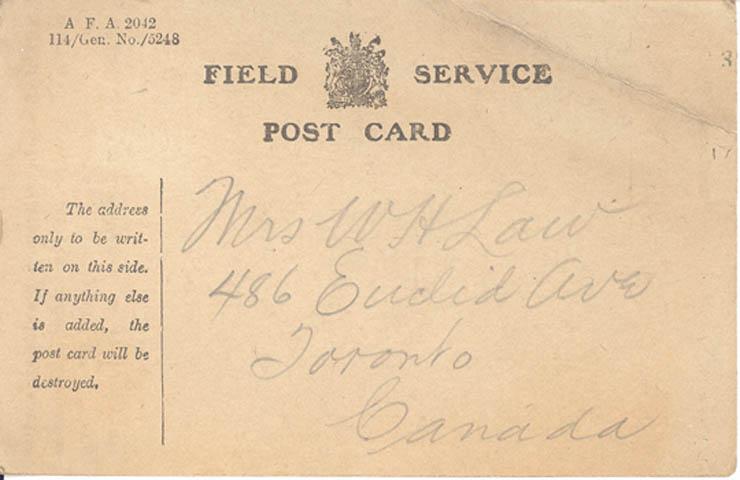 A F. A. 2042
114/Gen. No./5248
FIELD SERVICE
POST CARD
The address
only to be writ-
ten on this side.
If anything else
is added, the
post card will be
destroyed.
Mrs W H Law
486 Euclid Ave
Toronto
Canada
3
17